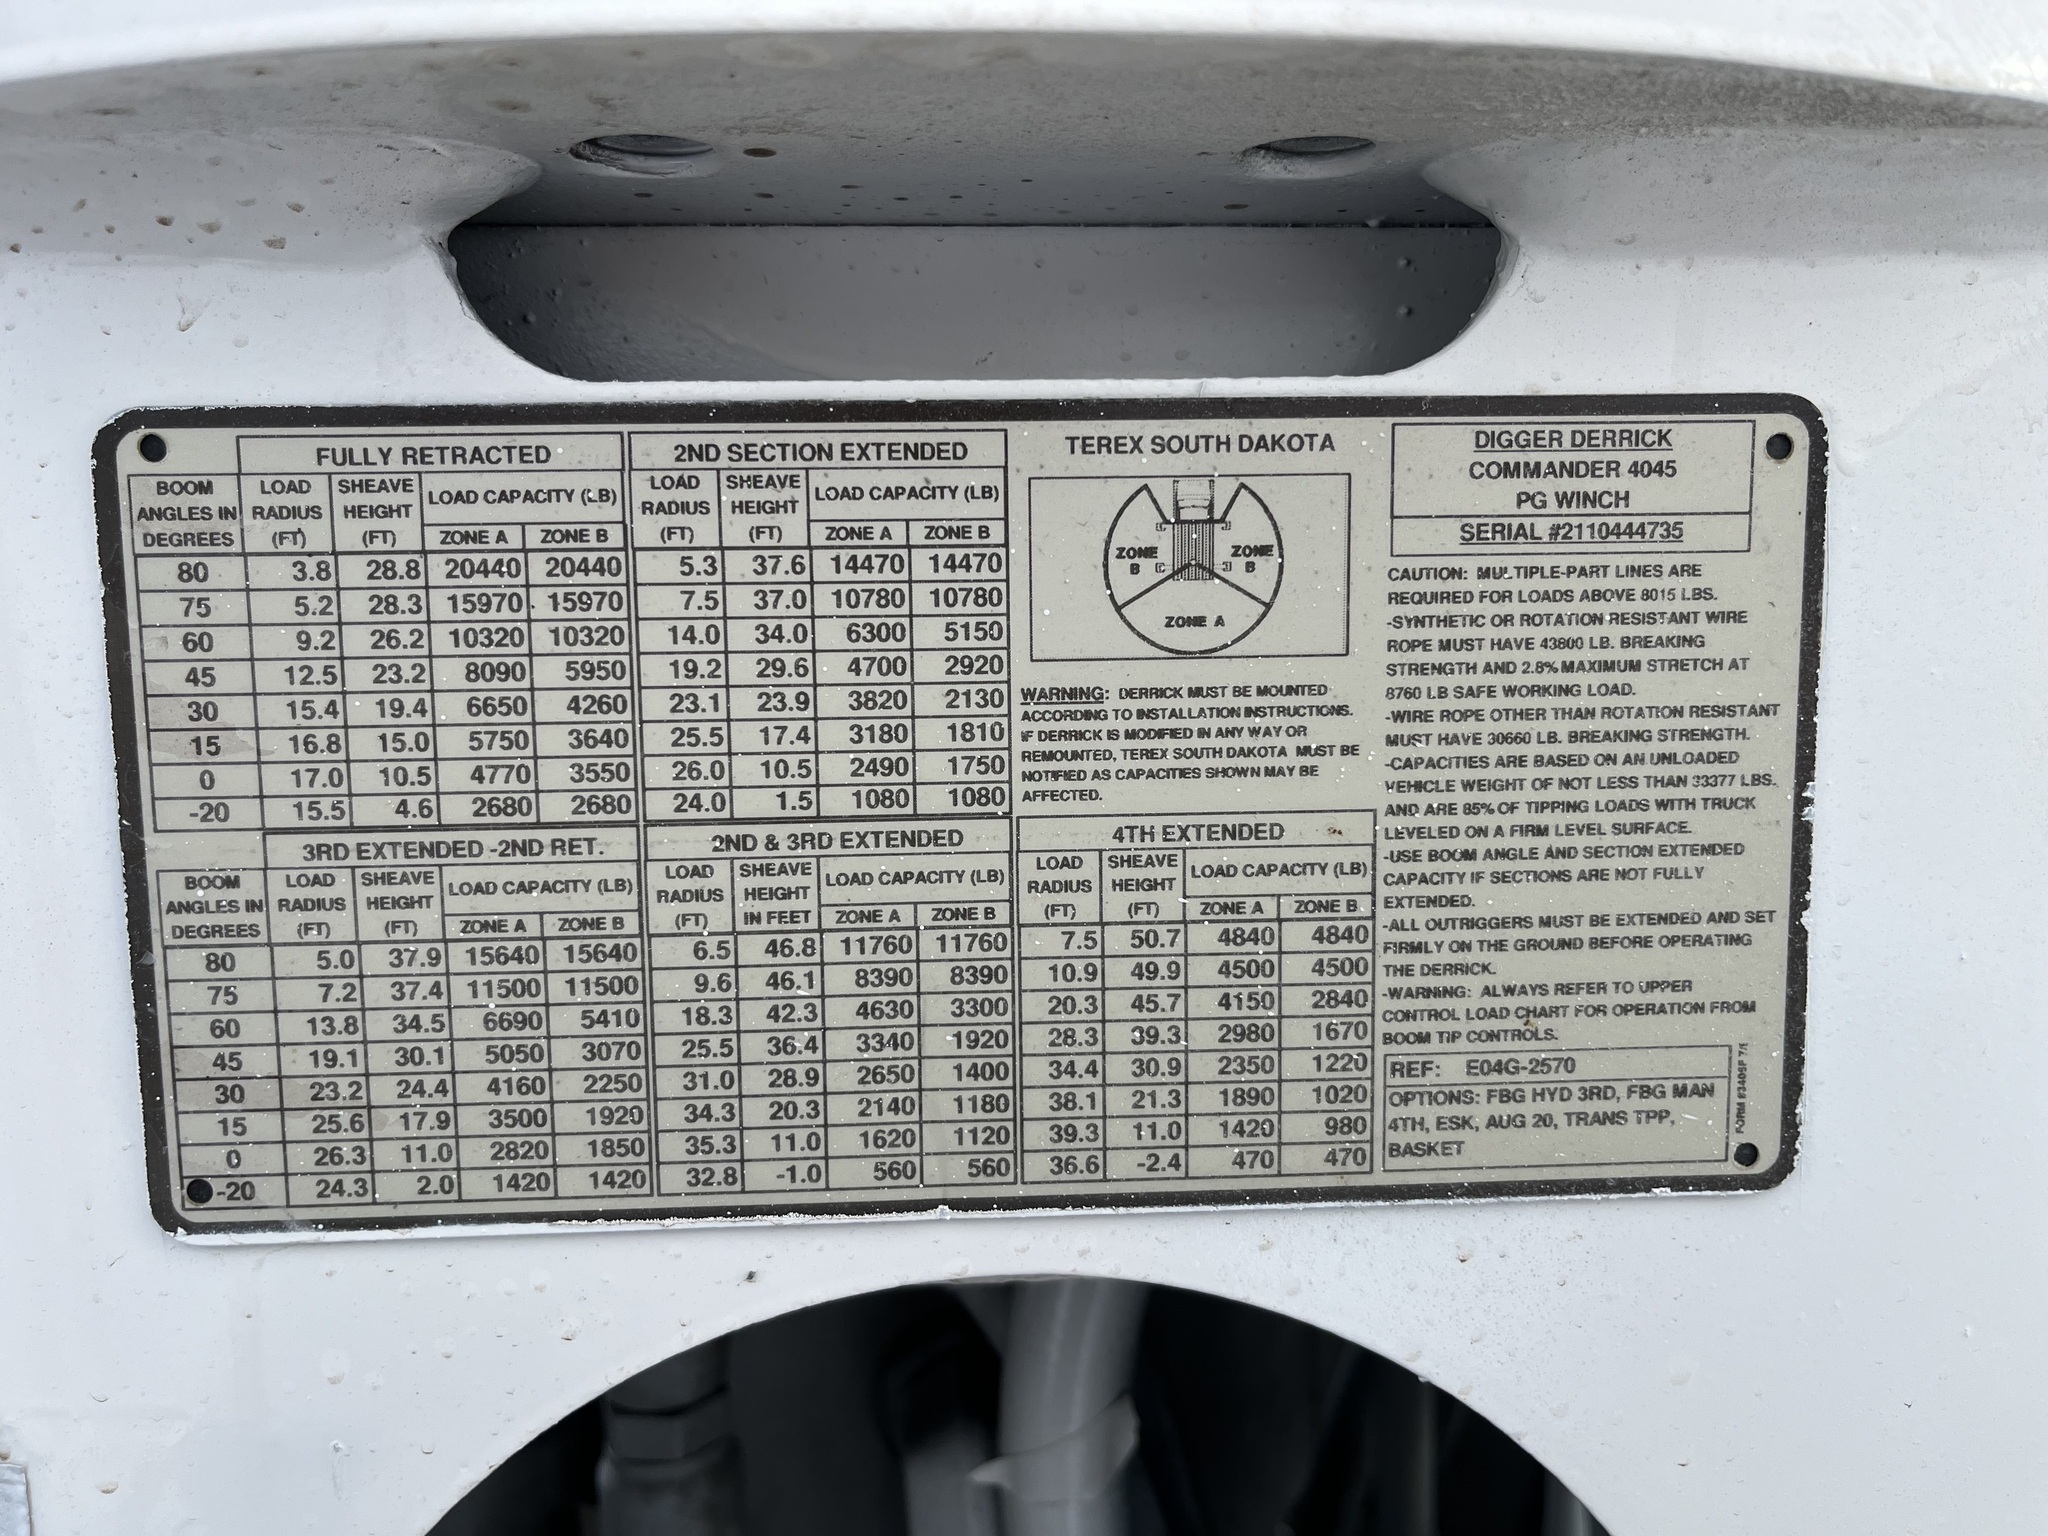 FULLY RETRACTED
BOOM ANGLES IN DEGREES | LOAD RADIUS (FT) | SHEAVE HEIGHT (FT) | LOAD CAPACITY (LB) ZONE A | ZONE B
80 3.8 28.8 20440 20440
75 5.2 28.3 15970 15970
60 9.2 26.2 10320 10320
45 12.5 23.2 8090 5950
30 15.4 19.4 6650 4260
15 16.8 15.0 5750 3640
0 17.0 10.5 4770 3550
-20 15.5 4.6 2680 2680
2ND SECTION EXTENDED
LOAD RADIUS (FT) | SHEAVE HEIGHT (FT) | LOAD CAPACITY (LB) ZONE A | ZONE B
5.3 37.6 14470 14470
7.5 37.0 10780 10780
14.0 34.0 6300 5150
19.2 29.6 4700 2920
23.1 23.9 3820 2130
25.5 17.4 3180 1810
26.0 10.5 2490 1750
24.0 1.5 1080 1080
TEREX SOUTH DAKOTA
ZONE B
ZONE B
ZONE A
WARNING: DERRICK MUST BE MOUNTED
ACCORDING TO INSTALLATION INSTRUCTIONS.
IF DERRICK IS MODIFIED IN ANY WAY OR
REMOUNTED, TEREX SOUTH DAKOTA MUST BE
NOTIFIED AS CAPACITIES SHOWN MAY BE
AFFECTED.
3RD EXTENDED -2ND RET.
BOOM ANGLES IN DEGREES | LOAD RADIUS (FT) | SHEAVE HEIGHT (FT) | LOAD CAPACITY (LB) ZONE A | ZONE B
80 5.0 37.9 15640 15640
75 7.2 37.4 11500 11500
60 13.8 34.5 6690 5410
45 19.1 30.1 5050 3070
30 23.2 24.4 4160 2250
15 25.6 17.9 3500 1920
0 26.3 11.0 2820 1850
-20 24.3 2.0 1420 1420
2ND & 3RD EXTENDED
LOAD RADIUS (FT) | SHEAVE HEIGHT IN FEET | LOAD CAPACITY (LB) ZONE A | ZONE B
6.5 46.8 11760 11760
9.6 46.1 8390 8390
18.3 42.3 4630 3300
25.5 36.4 3340 1920
31.0 28.9 2650 1400
34.3 20.3 2140 1180
35.3 11.0 1620 1120
32.8 -1.0 560 560
4TH EXTENDED
LOAD RADIUS (FT) | SHEAVE HEIGHT (FT) | LOAD CAPACITY (LB) ZONE A | ZONE B
7.5 50.7 4840 4840
10.9 49.9 4500 4500
20.3 45.7 4150 2840
28.3 39.3 2980 1670
34.4 30.9 2350 1220
38.1 21.3 1890 1020
39.3 11.0 1420 980
36.6 -2.4 470 470
DIGGER DERRICK
COMMANDER 4045
PG WINCH
SERIAL #2110444735
CAUTION: MULTIPLE-PART LINES ARE
REQUIRED FOR LOADS ABOVE 8015 LBS.
-SYNTHETIC OR ROTATION RESISTANT WIRE
ROPE MUST HAVE 43800 LB. BREAKING
STRENGTH AND 2.8% MAXIMUM STRETCH AT
8760 LB SAFE WORKING LOAD.
-WIRE ROPE OTHER THAN ROTATION RESISTANT
MUST HAVE 30660 LB. BREAKING STRENGTH.
-CAPACITIES ARE BASED ON AN UNLOADED
VEHICLE WEIGHT OF NOT LESS THAN 33377 LBS.
AND ARE 85% OF TIPPING LOADS WITH TRUCK
LEVELED ON A FIRM LEVEL SURFACE.
-USE BOOM ANGLE AND SECTION EXTENDED
CAPACITY IF SECTIONS ARE NOT FULLY
EXTENDED.
-ALL OUTRIGGERS MUST BE EXTENDED AND SET
FIRMLY ON THE GROUND BEFORE OPERATING
THE DERRICK.
-WARNING: ALWAYS REFER TO UPPER
CONTROL LOAD CHART FOR OPERATION FROM
BOOM TIP CONTROLS.
REF: E04G-2570
OPTIONS: FBG HYD 3RD, FBG MAN
4TH, ESK, AUG 20, TRANS TPP,
BASKET
FORM #3405F